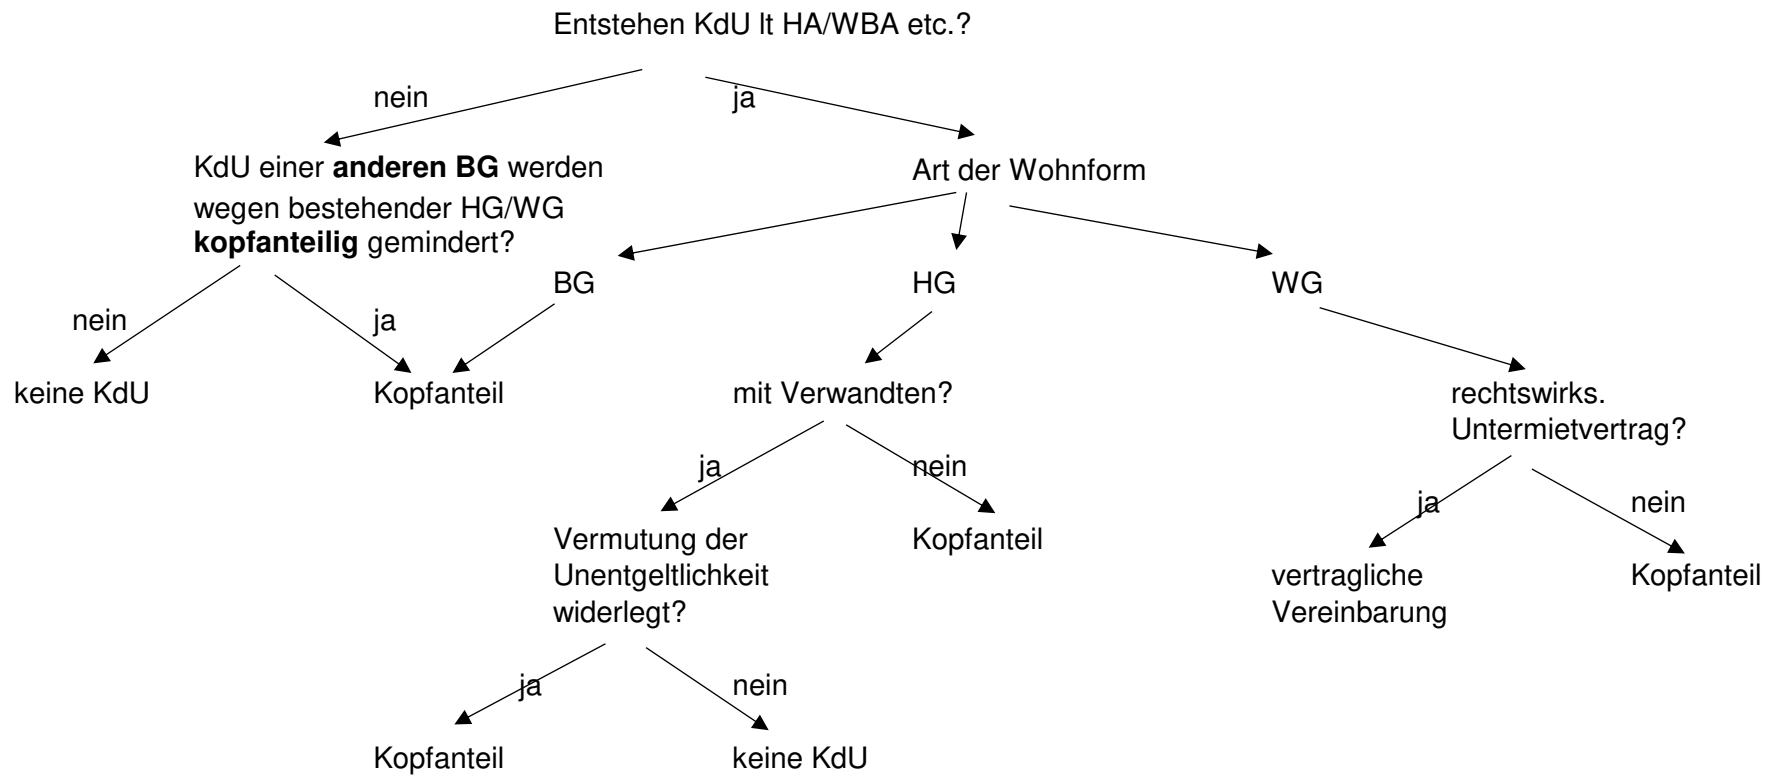 Entstehen KdU lt HA/WBA etc.?
nein
ja
KdU einer anderen BG werden
wegen bestehender HG/WG
kopfanteilig gemindert?
Art der Wohnform
BG
HG
WG
nein
ja
keine KdU
Kopfanteil
mit Verwandten?
rechtswirks.
Untermietvertrag?
ja
nein
ja
nein
Vermutung der
Unentgeltlichkeit
widerlegt?
Kopfanteil
vertragliche
Vereinbarung
Kopfanteil
ja
nein
Kopfanteil
keine KdU